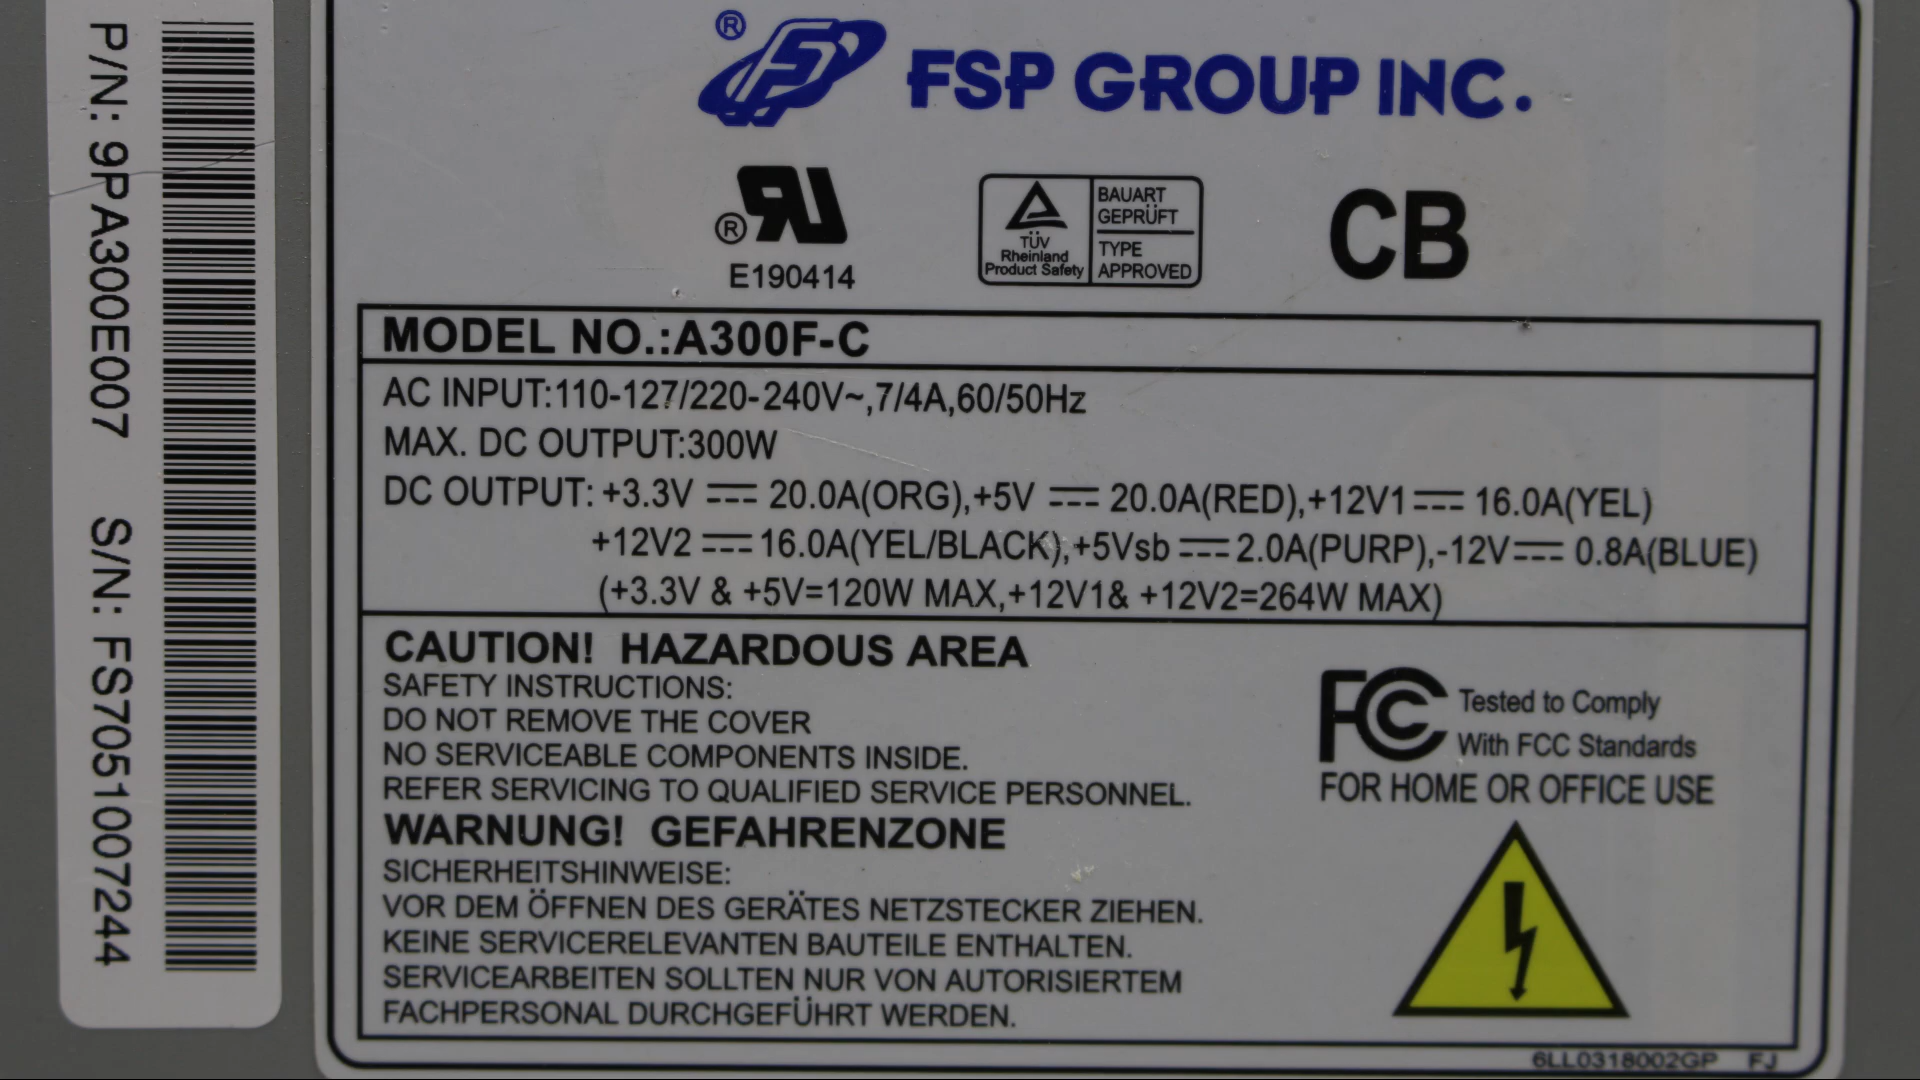 P/N: 9PA300E007 S/N: FS7051007244
® FSP GROUP INC.
®
E190414
TÜV
Rheinland
Product Safety
BAUART
GEPRÜFT
TYPE
APPROVED
CB
MODEL NO.:A300F-C
AC INPUT:110-127/220-240V~,7/4A,60/50Hz
MAX. DC OUTPUT:300W
DC OUTPUT: +3.3V ⎓ 20.0A(ORG),+5V ⎓ 20.0A(RED),+12V1 ⎓ 16.0A(YEL)
+12V2 ⎓ 16.0A(YEL/BLACK),+5Vsb ⎓ 2.0A(PURP),-12V ⎓ 0.8A(BLUE)
(+3.3V & +5V=120W MAX,+12V1& +12V2=264W MAX)
CAUTION! HAZARDOUS AREA
SAFETY INSTRUCTIONS:
DO NOT REMOVE THE COVER
NO SERVICEABLE COMPONENTS INSIDE.
REFER SERVICING TO QUALIFIED SERVICE PERSONNEL.
WARNUNG! GEFAHRENZONE
SICHERHEITSHINWEISE:
VOR DEM ÖFFNEN DES GERÄTES NETZSTECKER ZIEHEN.
KEINE SERVICERELEVANTEN BAUTEILE ENTHALTEN.
SERVICEARBEITEN SOLLTEN NUR VON AUTORISIERTEM
FACHPERSONAL DURCHGEFÜHRT WERDEN.
FC Tested to Comply
With FCC Standards
FOR HOME OR OFFICE USE
6LL0318002GP FJ